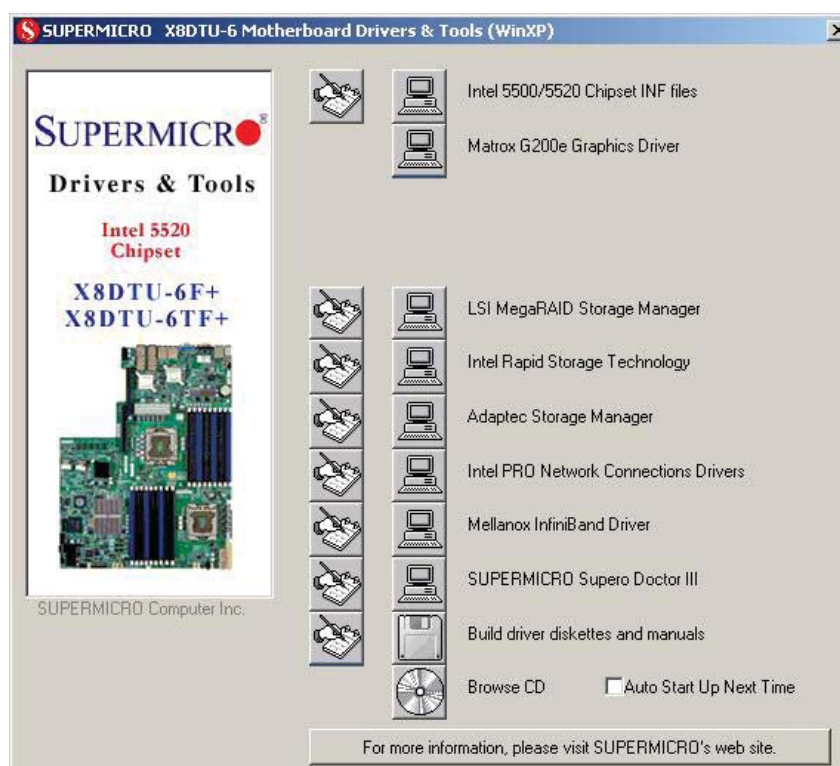 SUPERMICRO X8DTU-6 Motherboard Drivers & Tools (WinXP)
SUPERMICRO®
Drivers & Tools
Intel 5520
Chipset
X8DTU-6F+
X8DTU-6TF+
SUPERMICRO Computer Inc.
Intel 5500/5520 Chipset INF files
Matrox G200e Graphics Driver
LSI MegaRAID Storage Manager
Intel Rapid Storage Technology
Adaptec Storage Manager
Intel PRO Network Connections Drivers
Mellanox InfiniBand Driver
SUPERMICRO Supero Doctor III
Build driver diskettes and manuals
Browse CD Auto Start Up Next Time
For more information, please visit SUPERMICRO's web site.